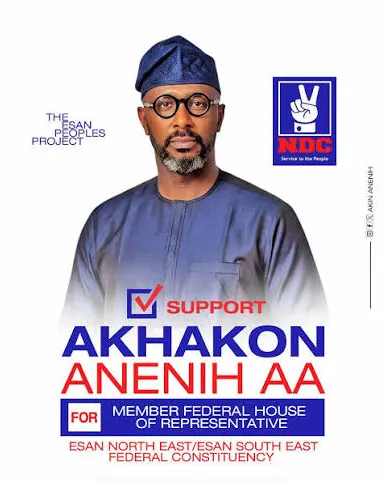 THE
ESAN
PEOPLES
PROJECT
NDC
Service to the People
AKIN ANENIH
SUPPORT
AKHAKON
ANENIH AA
FOR
MEMBER FEDERAL HOUSE
OF REPRESENTATIVE
ESAN NORTH EAST/ESAN SOUTH EAST
FEDERAL CONSTITUENCY